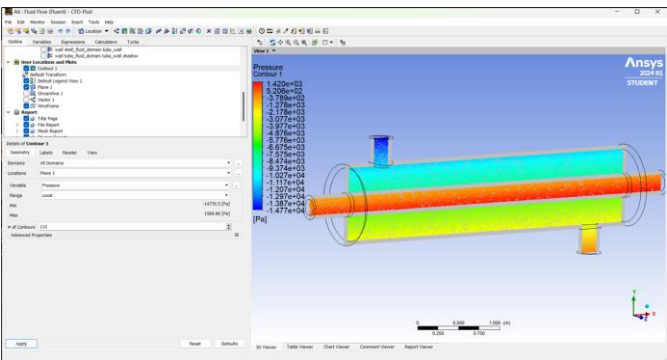 A6 : Fluid Flow (Fluent) - CFD-Post
File Edit Monitor Session Insert Tools Help
Location
Outline Variables Expressions Calculators Turbo
wall shell_fluid_domain tube_wall
wall tube_fluid_domain tube_wall shadow
User Locations and Plots
Contour 1
Default Transform
Default Legend View 1
Plane 1
Streamline 1
Vector 1
Wireframe
Report
Title Page
File Report
Mesh Report
Details of Contour 1
Geometry Labels Render View
Domains All Domains
Locations Plane 1
Variable Pressure
Range Local
Min -14770.5 [Pa]
Max
# of Contours 110
Advanced Properties
Apply Reset Defaults
View 1
Pressure
Contour 1
1.420e+03
5.206e+02
-3.789e+02
-1.278e+03
-2.178e+03
-3.077e+03
-3.977e+03
-4.876e+03
-5.776e+03
-6.675e+03
-7.575e+03
-8.474e+03
-9.374e+03
-1.027e+04
-1.117e+04
-1.207e+04
-1.297e+04
-1.387e+04
-1.477e+04
[Pa]
Ansys
2024 R1
STUDENT
Y
X
Z
0 0.500 1.000 (m)
0.250 0.750
3D Viewer Table Viewer Chart Viewer Comment Viewer Report Viewer